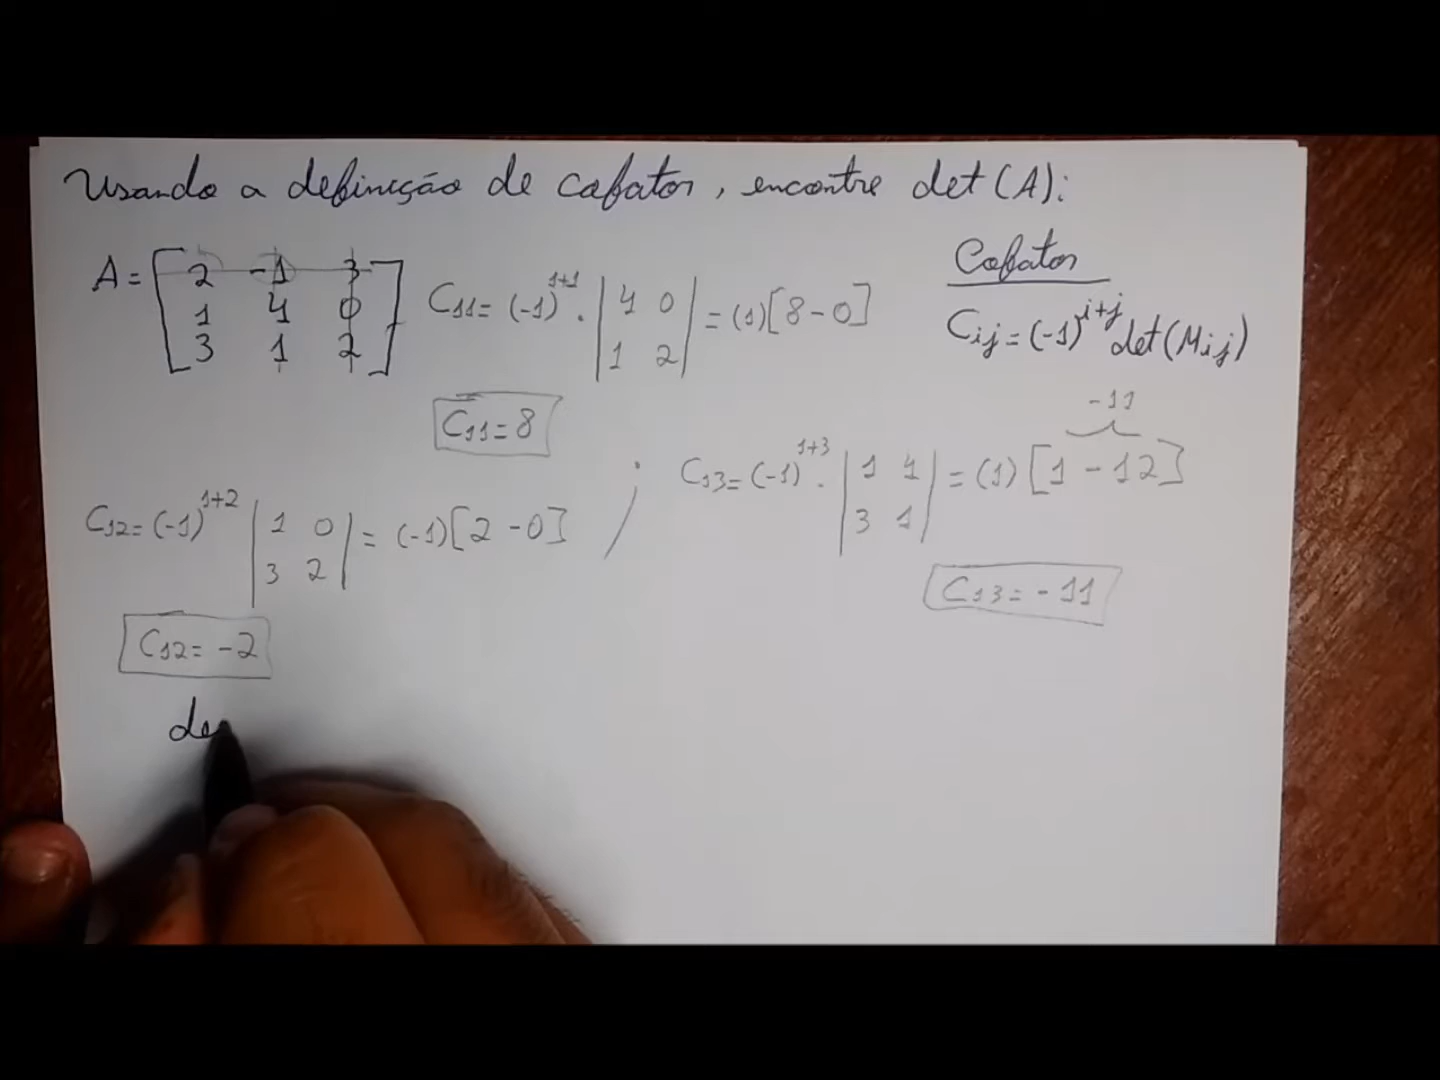 Usando a definição de cofator, encontre det(A):
A = [2 -1 3
1 4 0
3 1 2]
C11 = (-1)^1+1 . |4 0
1 2| = (1)[8 - 0]
C11 = 8
Cofator
Cij = (-1)^i+j det(Mij)
C12 = (-1)^1+2 |1 0
3 2| = (-1)[2 - 0]
C12 = -2
;
C13 = (-1)^1+3 . |1 4
3 1| = (1) [1 - 12]
-11
C13 = -11
de